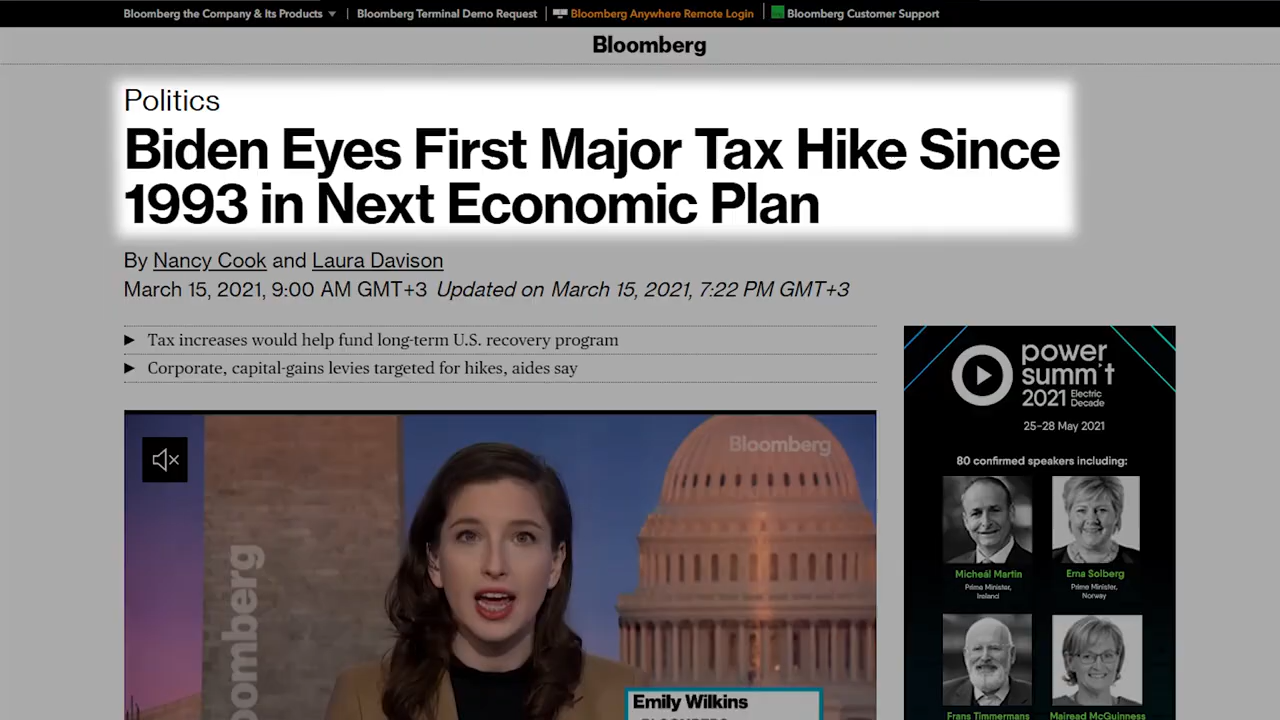 Bloomberg the Company & Its Products ▼ | Bloomberg Terminal Demo Request | Bloomberg Anywhere Remote Login | Bloomberg Customer Support
Bloomberg
Politics
Biden Eyes First Major Tax Hike Since
1993 in Next Economic Plan
By Nancy Cook and Laura Davison
March 15, 2021, 9:00 AM GMT+3 Updated on March 15, 2021, 7:22 PM GMT+3
▶ Tax increases would help fund long-term U.S. recovery program
▶ Corporate, capital-gains levies targeted for hikes, aides say
Bloomberg
oomberg
Emily Wilkins
BLOOMBERG
power
summit
2021 Electric
Decade
25-28 May 2021
80 confirmed speakers including:
Micheál Martin
Prime Minister,
Ireland
Erna Solberg
Prime Minister,
Norway
Frans Timmermans
Mairead McGuinness